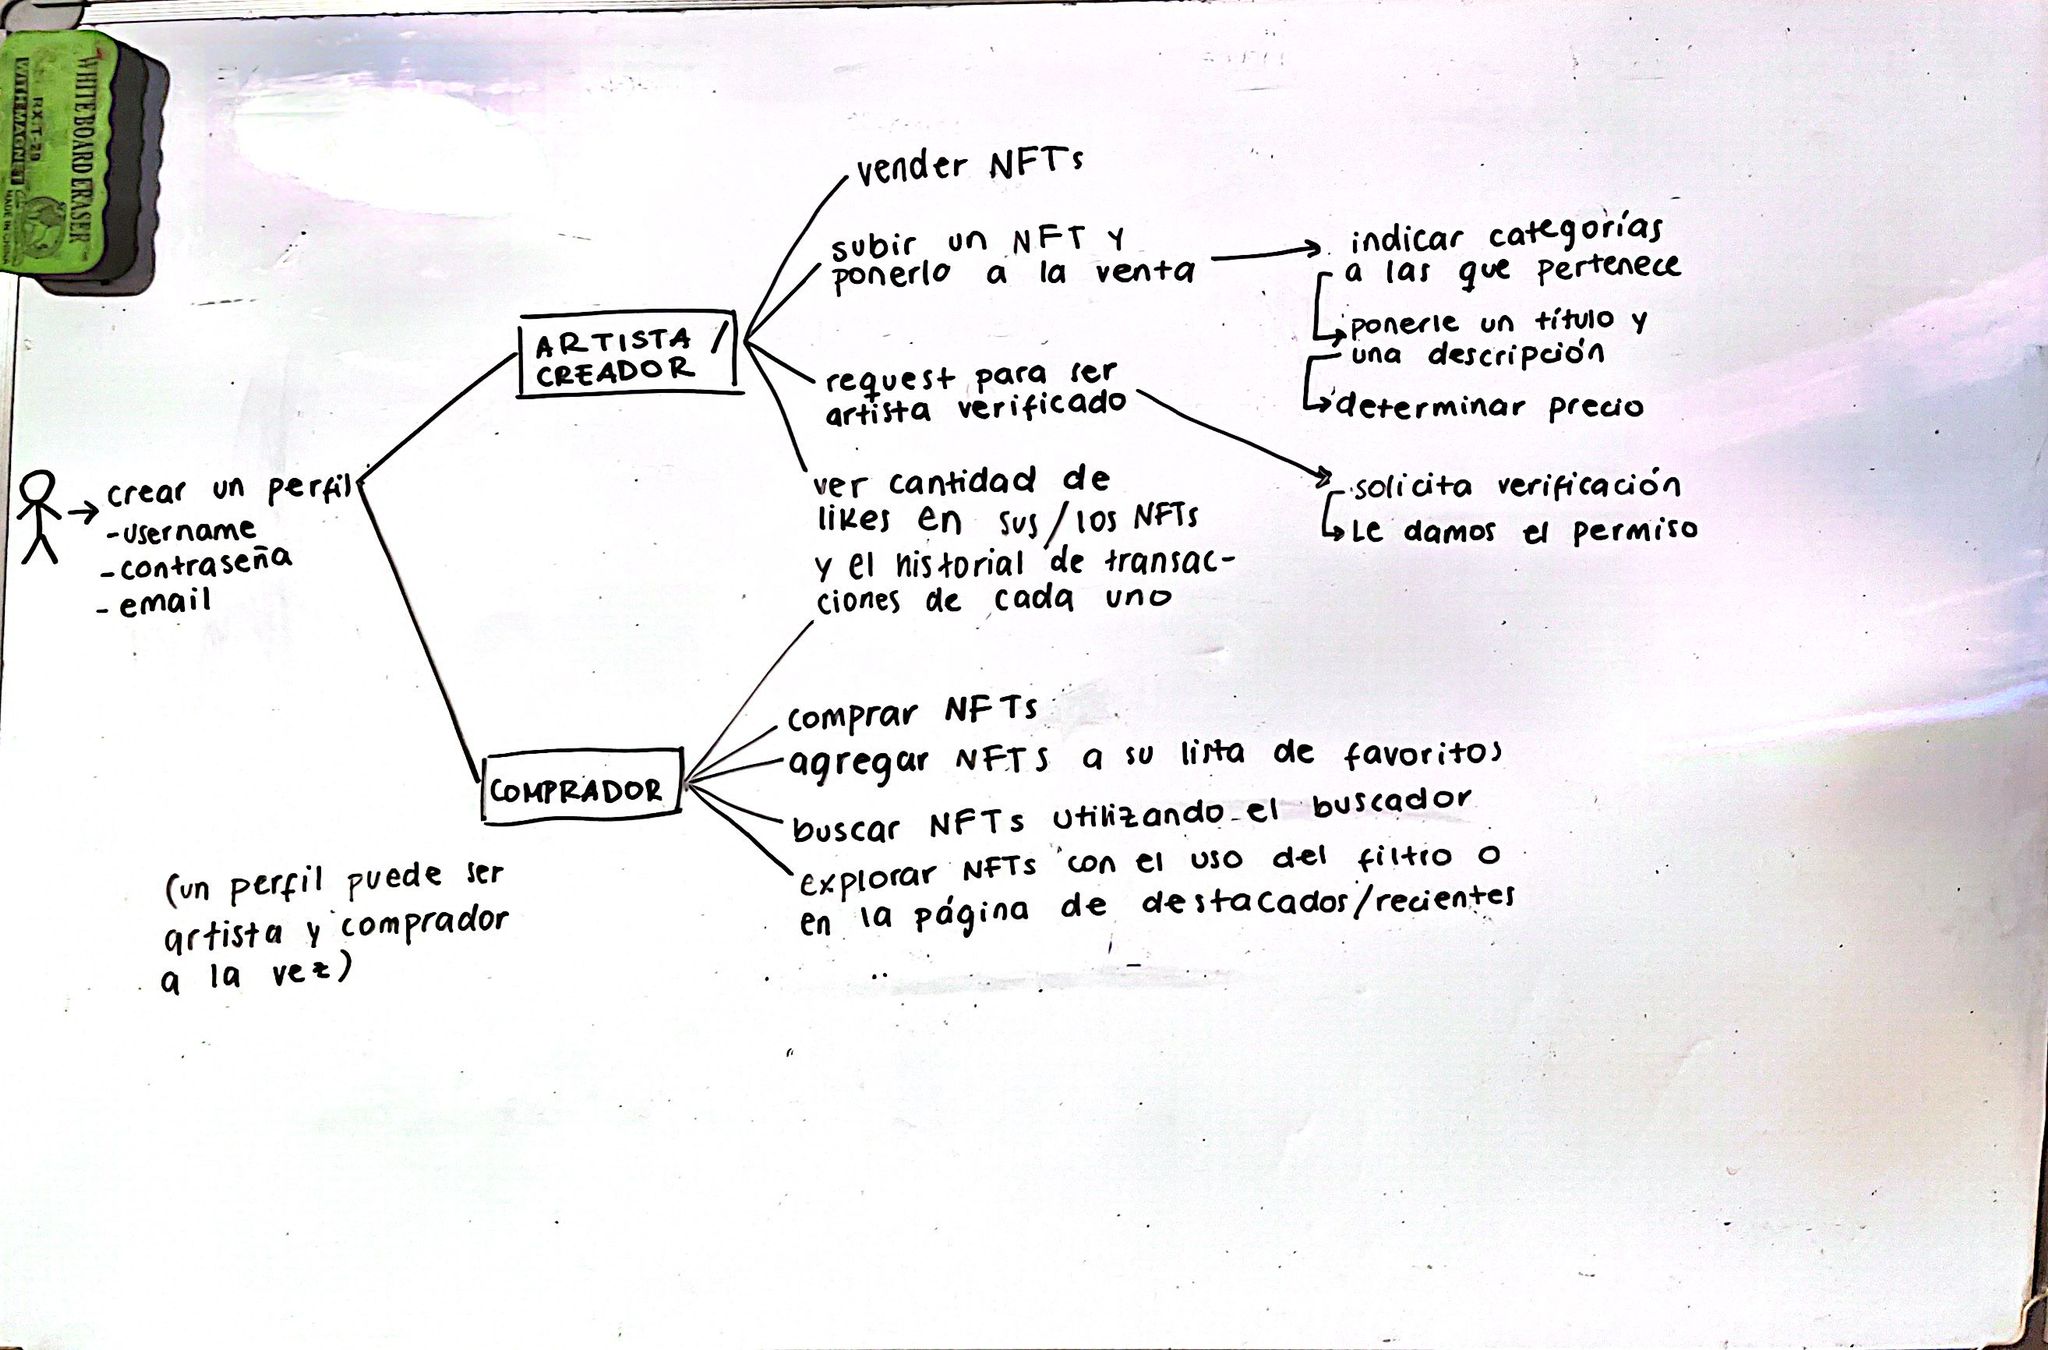 WHITEBOARD ERASER
RXT-29
MADE IN CHINA
vender NFTs
subir un NFT y
ponerlo a la venta
indicar categorías
a las que pertenece
ponerle un título y
una descripción
determinar precio
ARTISTA /
CREADOR
request para ser
artista verificado
solicita verificación
Le damos el permiso
crear un perfil
-username
-contraseña
-email
ver cantidad de
likes en sus/los NFTs
y el historial de transac-
ciones de cada uno
COMPRADOR
comprar NFTs
agregar NFTs a su lista de favoritos
buscar NFTs utilizando el buscador
explorar NFTs con el uso del filtro o
en la página de destacados/recientes
(un perfil puede ser
artista y comprador
a la vez)